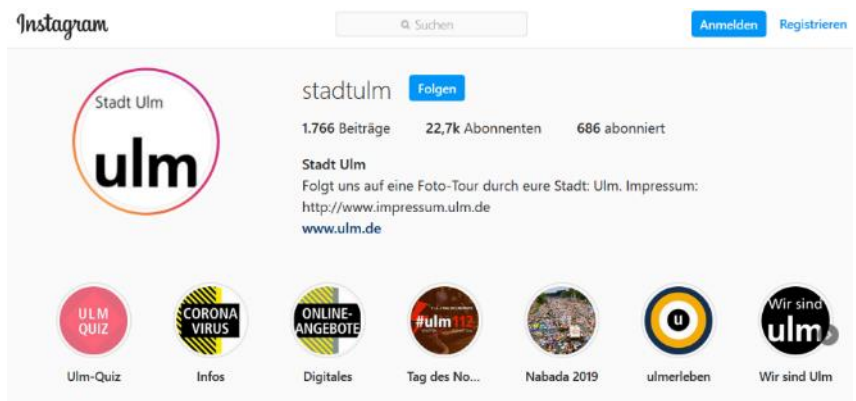 Instagram
Suchen
Anmelden Registrieren
Stadt Ulm
ulm
stadtulm Folgen
1.766 Beiträge 22,7k Abonnenten 686 abonniert
Stadt Ulm
Folgt uns auf eine Foto-Tour durch eure Stadt: Ulm. Impressum:
http://www.impressum.ulm.de
www.ulm.de
ULM
QUIZ
CORONA
VIRUS
ONLINE-
ANGEBOTE
#ulm112
u
Wir sind
ulm
Ulm-Quiz Infos Digitales Tag des No... Nabada 2019 ulmerleben Wir sind Ulm